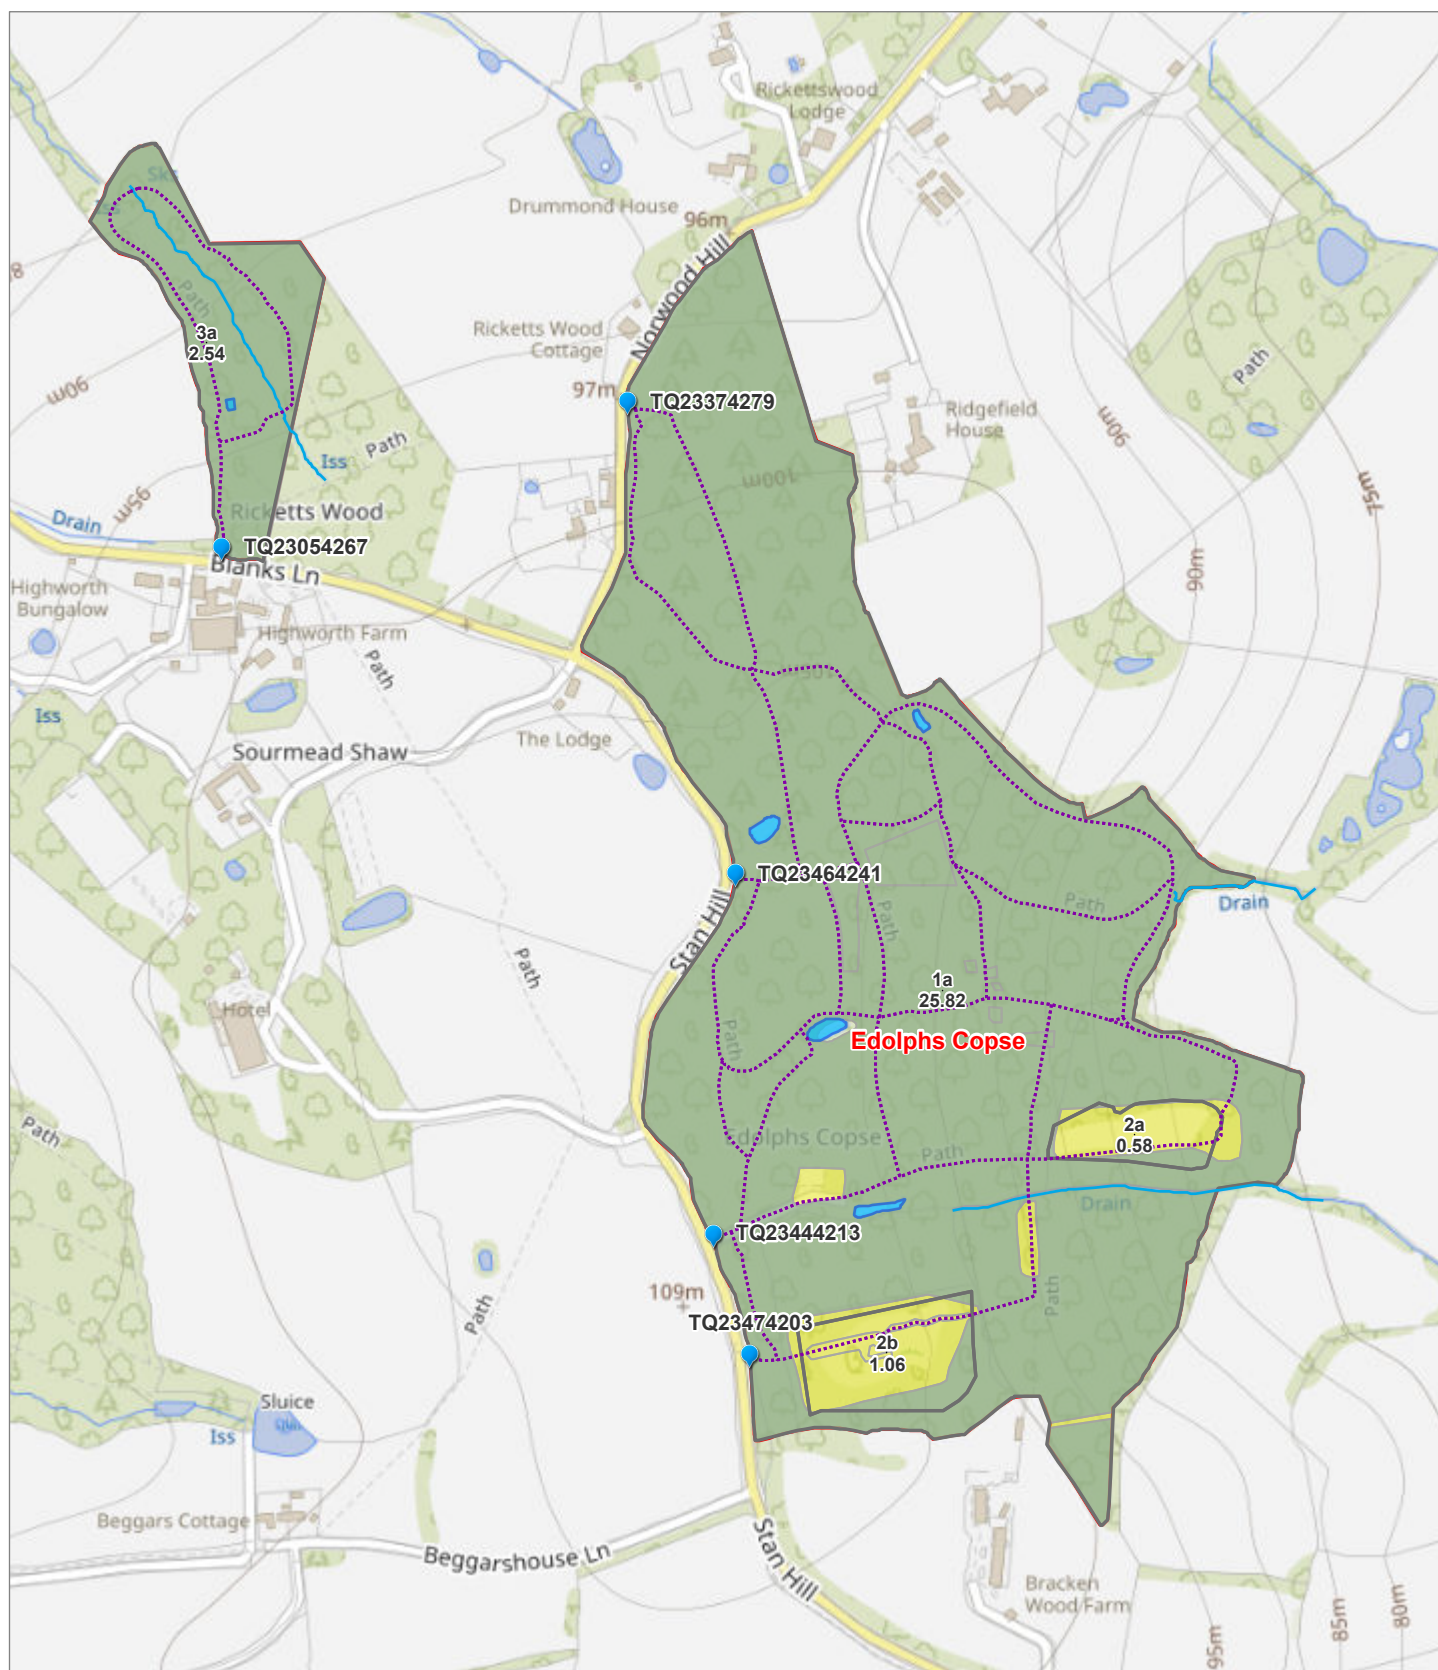 Rickettswood
Lodge
Drummond House
96m
Norwood Hill
Ricketts Wood
Cottage
97m
TQ23374279
Path
3a
2.54
90m
Path
Path
Iss
Ridgefield
House
90m
75m
100m
95m
Drain
Ricketts Wood
TQ23054267
Blanks Ln
Highworth
Bungalow
Highworth Farm
90m
Path
Iss
Sourmead Shaw
The Lodge
TQ23464241
Stan Hill
Path
Path
Drain
Path
1a
25.82
Hotel
Path
Edolphs Copse
Path
2a
0.58
Edolphs Copse
Path
Drain
TQ23444213
109m
Path
Path
TQ23474203
2b
1.06
Sluice
Iss
Beggars Cottage
Beggarshouse Ln
Stan Hill
Bracken
Wood Farm
95m
85m
80m